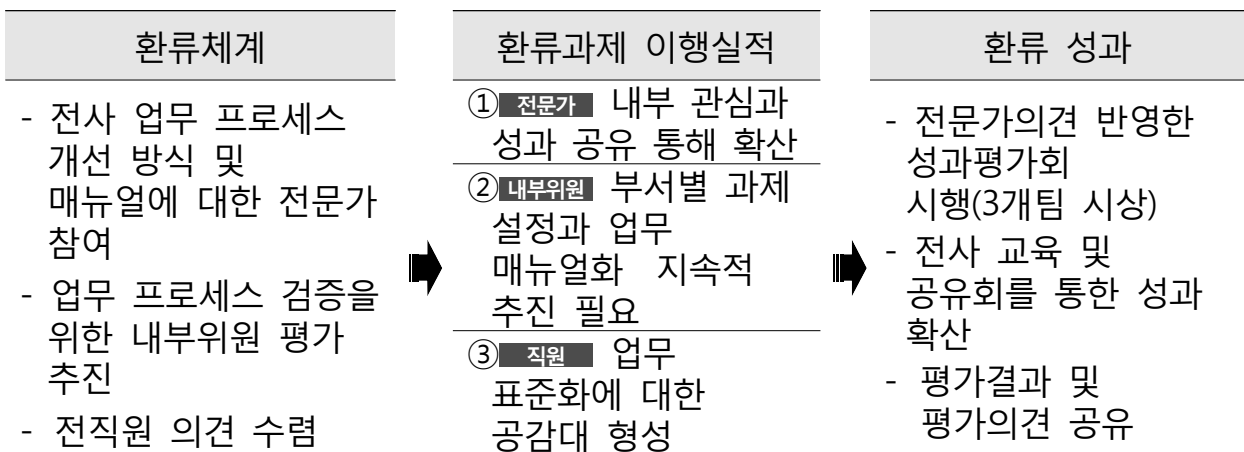 환류체계
- 전사 업무 프로세스
개선 방식 및
매뉴얼에 대한 전문가
참여
- 업무 프로세스 검증을
위한 내부위원 평가
추진
- 전직원 의견 수렴
환류과제 이행실적
① 전문가 내부 관심과
성과 공유 통해 확산
② 내부위원 부서별 과제
설정과 업무
매뉴얼화 지속적
추진 필요
③ 직원 업무
표준화에 대한
공감대 형성
환류 성과
- 전문가의견 반영한
성과평가회
시행(3개팀 시상)
- 전사 교육 및
공유회를 통한 성과
확산
- 평가결과 및
평가의견 공유